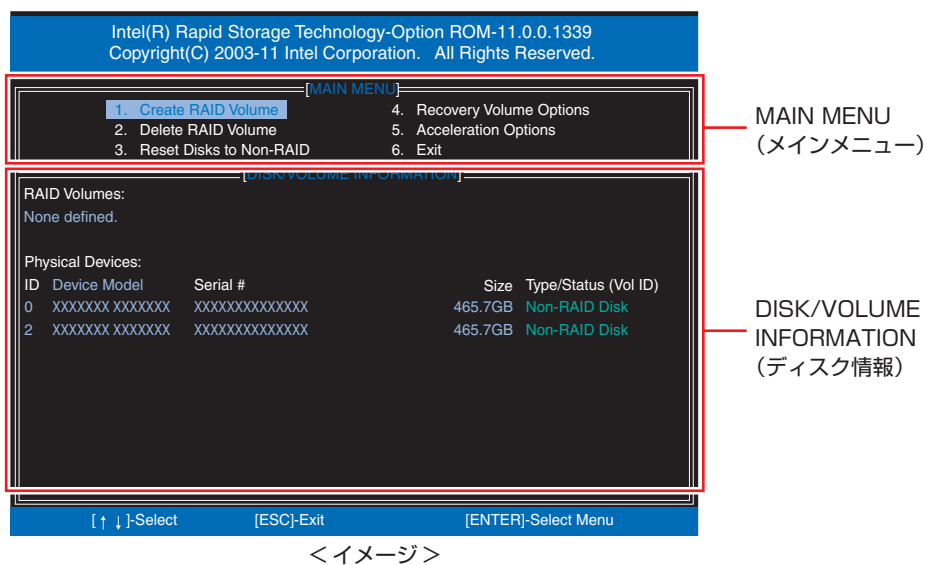 Intel(R) Rapid Storage Technology-Option ROM-11.0.0.1339
Copyright(C) 2003-11 Intel Corporation. All Rights Reserved.
[MAIN MENU]
1. Create RAID Volume 4. Recovery Volume Options
2. Delete RAID Volume 5. Acceleration Options
3. Reset Disks to Non-RAID 6. Exit
MAIN MENU
（メインメニュー）
[DISK/VOLUME INFORMATION]
RAID Volumes:
None defined.
Physical Devices:
ID Device Model Serial # Size Type/Status (Vol ID)
0 XXXXXXX XXXXXXX XXXXXXXXXXXXXX 465.7GB Non-RAID Disk
2 XXXXXXX XXXXXXX XXXXXXXXXXXXXX 465.7GB Non-RAID Disk
DISK/VOLUME
INFORMATION
（ディスク情報）
[↑↓]-Select [ESC]-Exit [ENTER]-Select Menu
＜イメージ＞